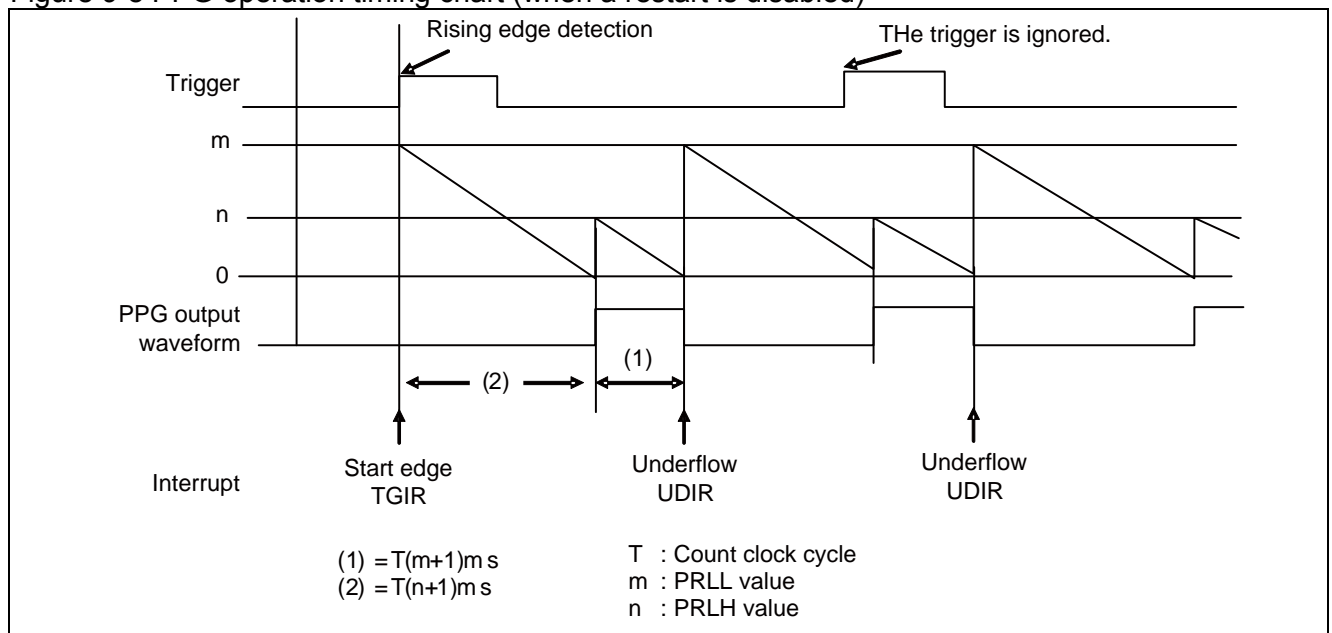 Figure 9-8 PPG operation timing chart (when a restart is disabled)
Rising edge detection
THe trigger is ignored.
Trigger
m
n
0
PPG output
waveform
(1)
(2)
Interrupt
Start edge
TGIR
Underflow
UDIR
Underflow
UDIR
(1) =T(m+1)m s
(2) =T(n+1)m s
T : Count clock cycle
m : PRLL value
n : PRLH value